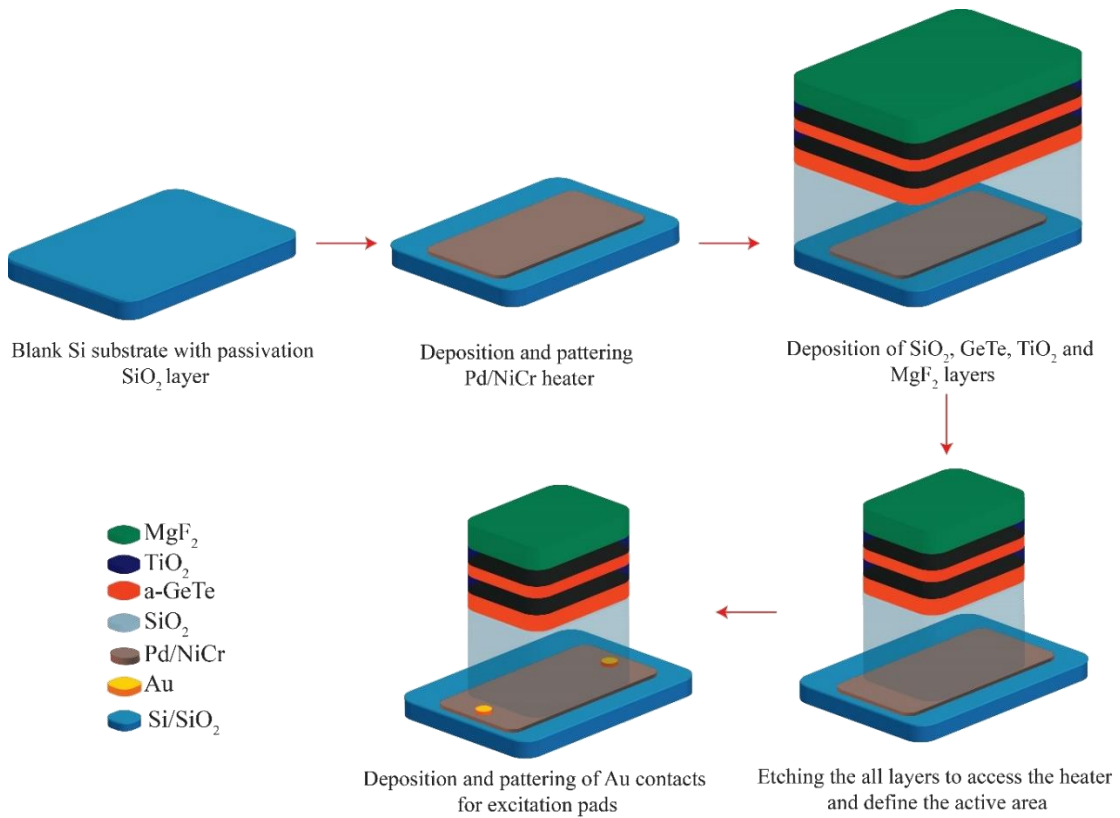 Blank Si substrate with passivation
SiO₂ layer
Deposition and pattering
Pd/NiCr heater
Deposition of SiO₂, GeTe, TiO₂ and
MgF₂ layers
MgF₂
TiO₂
a-GeTe
SiO₂
Pd/NiCr
Au
Si/SiO₂
Deposition and pattering of Au contacts
for excitation pads
Etching the all layers to access the heater
and define the active area